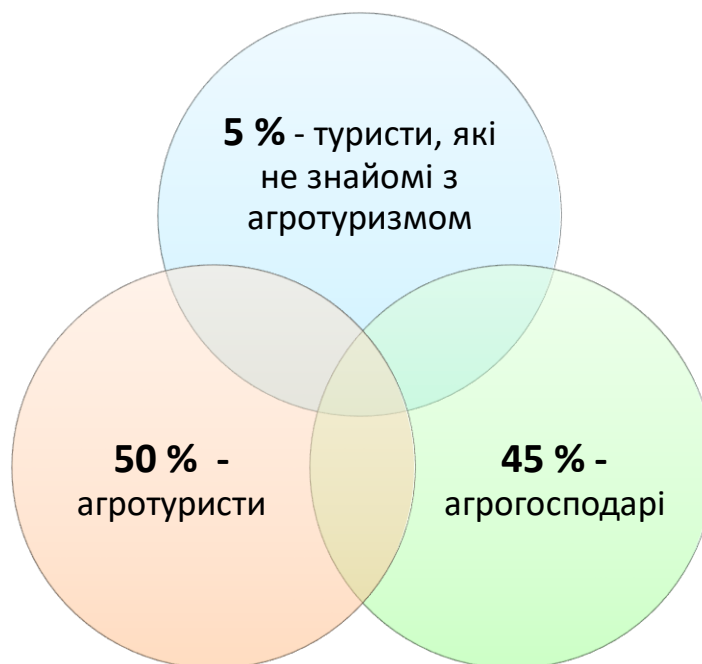 5 % - туристи, які
не знайомі з
агротуризмом
50 % -
агротуристи
45 % -
агрогосподарі